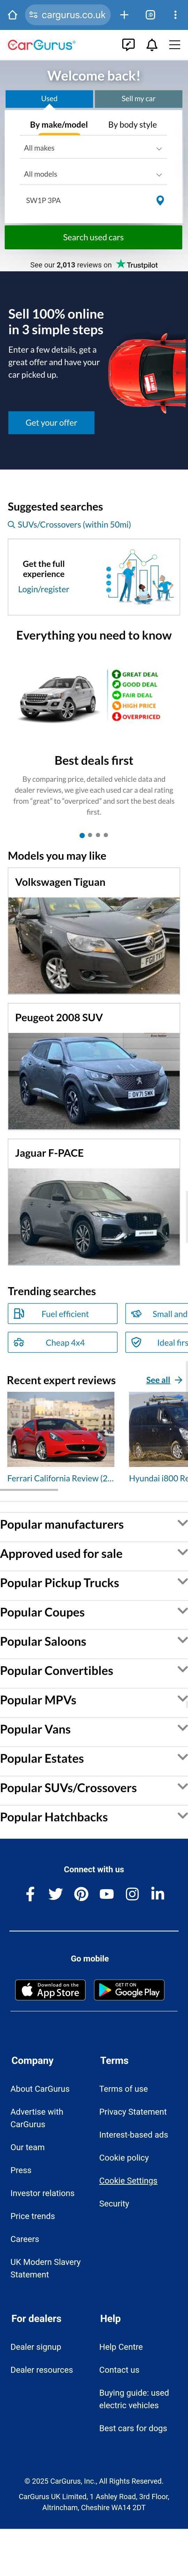 cargurus.co.uk
CarGurus
Welcome back!
Used
Sell my car
By make/model
By body style
All makes
All models
SW1P 3PA
Search used cars
See our 2,013 reviews on Trustpilot
Sell 100% online
in 3 simple steps
Enter a few details, get a
great offer and have your
car picked up.
Get your offer
Suggested searches
SUVs/Crossovers (within 50mi)
Get the full
experience
Login/register
Everything you need to know
GREAT DEAL
GOOD DEAL
FAIR DEAL
HIGH PRICE
OVERPRICED
Best deals first
By comparing price, detailed vehicle data and
dealer reviews, we give each used car a deal rating
from “great” to “overpriced” and sort the best deals
first.
Models you may like
Volkswagen Tiguan
Peugeot 2008 SUV
Jaguar F-PACE
Trending searches
Fuel efficient
Small and
Cheap 4x4
Ideal firs
Recent expert reviews
See all
Ferrari California Review (2...
Hyundai i800 Re
Popular manufacturers
Approved used for sale
Popular Pickup Trucks
Popular Coupes
Popular Saloons
Popular Convertibles
Popular MPVs
Popular Vans
Popular Estates
Popular SUVs/Crossovers
Popular Hatchbacks
Connect with us
Go mobile
Download on the
App Store
GET IT ON
Google Play
Company
About CarGurus
Advertise with
CarGurus
Our team
Press
Investor relations
Price trends
Careers
UK Modern Slavery
Statement
Terms
Terms of use
Privacy Statement
Interest-based ads
Cookie policy
Cookie Settings
Security
For dealers
Dealer signup
Dealer resources
Help
Help Centre
Contact us
Buying guide: used
electric vehicles
Best cars for dogs
© 2025 CarGurus, Inc., All Rights Reserved.
CarGurus UK Limited, 1 Ashley Road, 3rd Floor,
Altrincham, Cheshire WA14 2DT